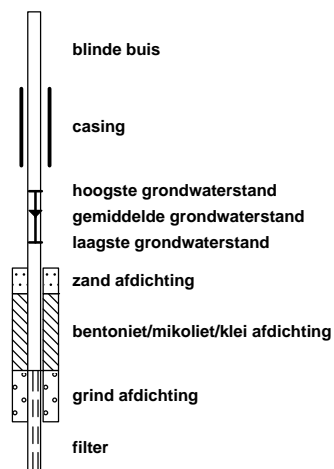 blinde buis
casing
hoogste grondwaterstand
gemiddelde grondwaterstand
laagste grondwaterstand
zand afdichting
bentoniet/mikoliet/klei afdichting
grind afdichting
filter